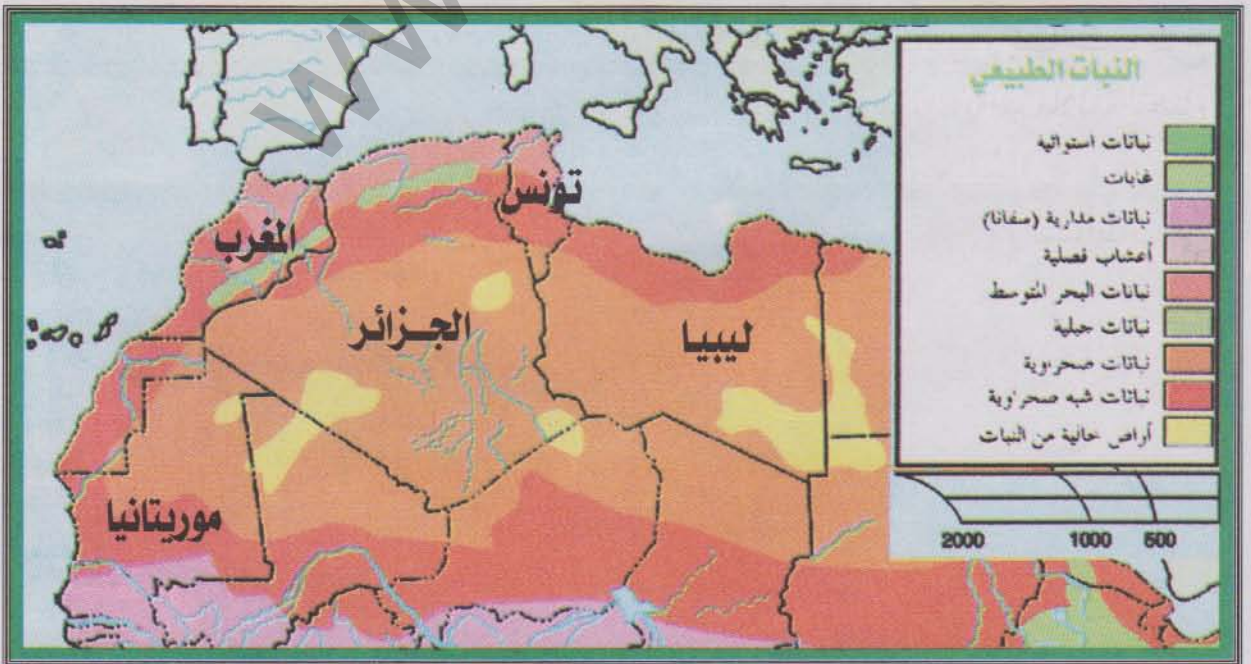 النبات الطبيعي
نباتات استوائية
غابات
نباتات مدارية (سفانا)
أعشاب فصلية
نباتات البحر المتوسط
نباتات جبلية
نباتات صحراوية
نباتات شبه صحراوية
أراض خالية من النبات
تونس
المغرب
الجزائر
ليبيا
موريتانيا
2000 1000 500
WW